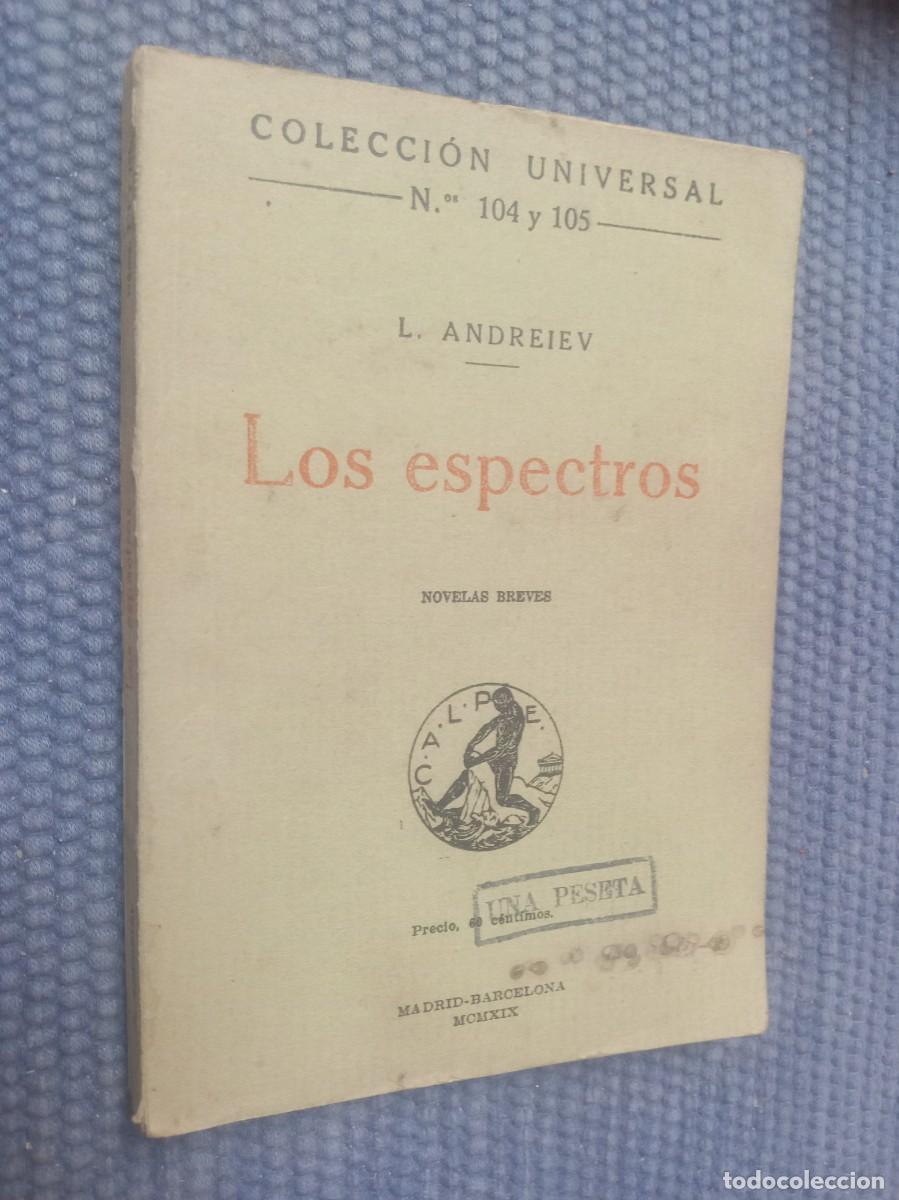 COLECCIÓN UNIVERSAL
N.os 104 y 105
L. ANDREIEV
Los espectros
NOVELAS BREVES
C.A.L.P.E.
UNA PESETA
Precio, 60 céntimos.
MADRID-BARCELONA
MCMXIX
todocoleccion